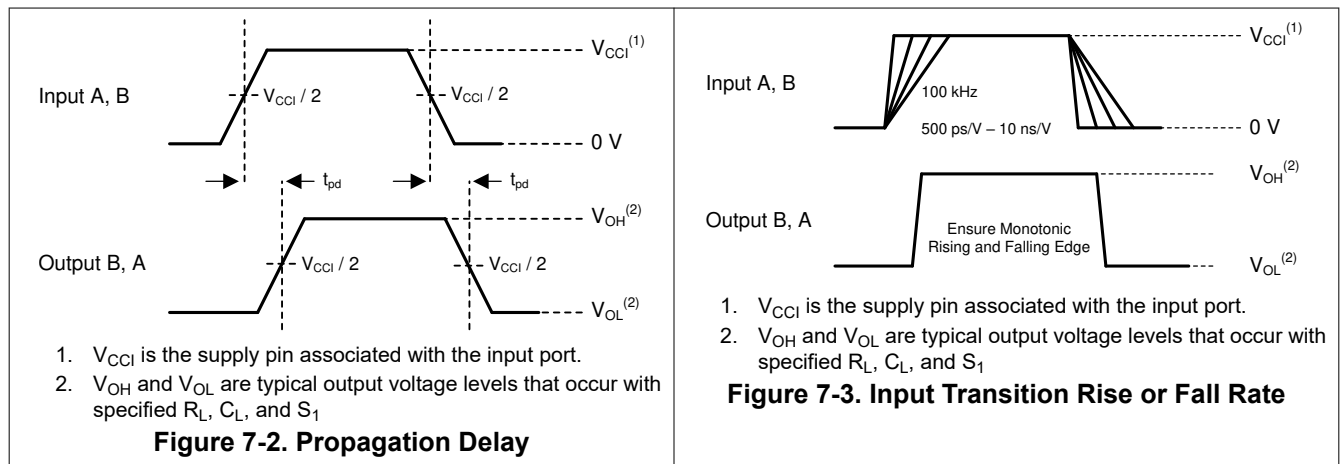 V_CCI^(1)
Input A, B
V_CCI / 2
V_CCI / 2
0 V
t_pd
t_pd
V_OH^(2)
Output B, A
V_CCI / 2
V_CCI / 2
V_OL^(2)
1. V_CCI is the supply pin associated with the input port.
2. V_OH and V_OL are typical output voltage levels that occur with
specified R_L, C_L, and S_1
Figure 7-2. Propagation Delay
V_CCI^(1)
Input A, B
100 kHz
500 ps/V – 10 ns/V
0 V
V_OH^(2)
Output B, A
Ensure Monotonic
Rising and Falling Edge
V_OL^(2)
1. V_CCI is the supply pin associated with the input port.
2. V_OH and V_OL are typical output voltage levels that occur with
specified R_L, C_L, and S_1
Figure 7-3. Input Transition Rise or Fall Rate